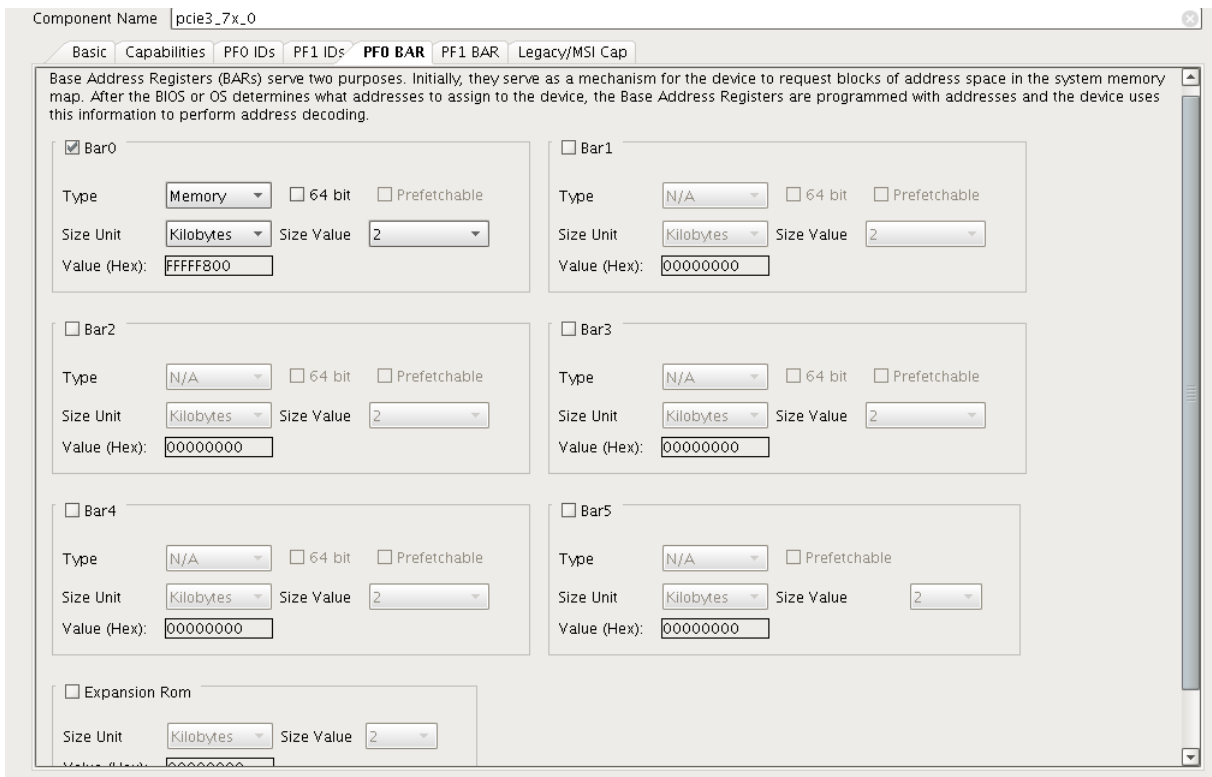 Component Name pcie3_7x_0
Basic Capabilities PF0 IDs PF1 IDs PF0 BAR PF1 BAR Legacy/MSI Cap
Base Address Registers (BARs) serve two purposes. Initially, they serve as a mechanism for the device to request blocks of address space in the system memory
map. After the BIOS or OS determines what addresses to assign to the device, the Base Address Registers are programmed with addresses and the device uses
this information to perform address decoding.
Bar0
Type Memory 64 bit Prefetchable
Size Unit Kilobytes Size Value 2
Value (Hex): FFFFF800
Bar1
Type N/A 64 bit Prefetchable
Size Unit Kilobytes Size Value 2
Value (Hex): 00000000
Bar2
Type N/A 64 bit Prefetchable
Size Unit Kilobytes Size Value 2
Value (Hex): 00000000
Bar3
Type N/A 64 bit Prefetchable
Size Unit Kilobytes Size Value 2
Value (Hex): 00000000
Bar4
Type N/A 64 bit Prefetchable
Size Unit Kilobytes Size Value 2
Value (Hex): 00000000
Bar5
Type N/A Prefetchable
Size Unit Kilobytes Size Value 2
Value (Hex): 00000000
Expansion Rom
Size Unit Kilobytes Size Value 2
Value (Hex): 00000000